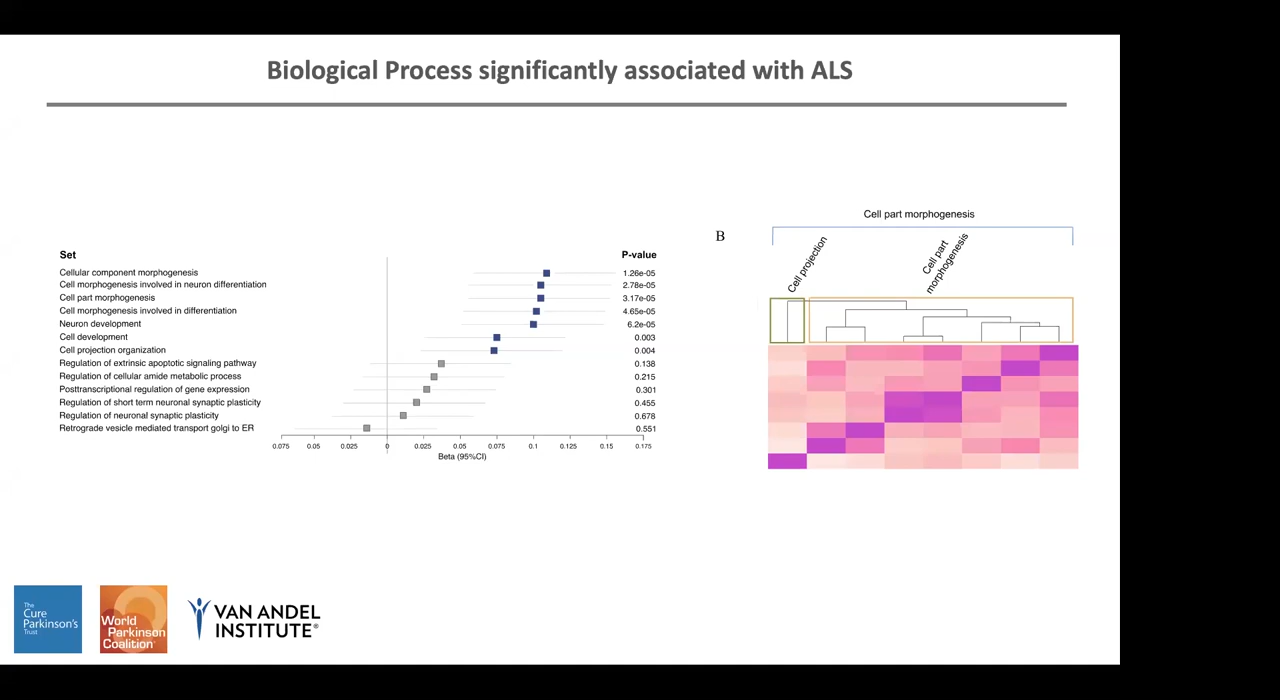 Biological Process significantly associated with ALS
Set P-value
Cellular component morphogenesis 1.26e-05
Cell morphogenesis involved in neuron differentiation 2.78e-05
Cell part morphogenesis 3.17e-05
Cell morphogenesis involved in differentiation 4.65e-05
Neuron development 6.2e-05
Cell development 0.003
Cell projection organization 0.004
Regulation of extrinsic apoptotic signaling pathway 0.138
Regulation of cellular amide metabolic process 0.215
Posttranscriptional regulation of gene expression 0.301
Regulation of short term neuronal synaptic plasticity 0.455
Regulation of neuronal synaptic plasticity 0.678
Retrograde vesicle mediated transport golgi to ER 0.551
0.075 0.05 0.025 0 0.025 0.05 0.075 0.1 0.125 0.15 0.175
Beta (95%CI)
B
Cell part morphogenesis
Cell projection
Cell part
morphogenesis
The
Cure
Parkinson's
Trust
World
Parkinson
Coalition
VAN ANDEL
INSTITUTE®